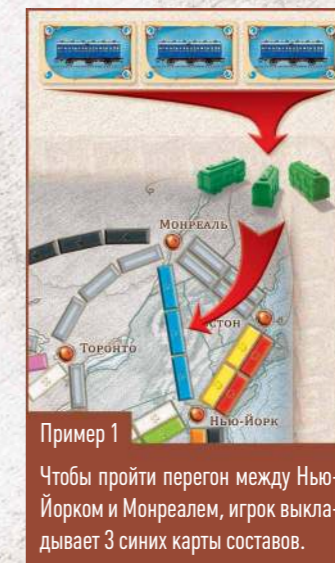 Монреаль
стон
Торонто
Нью-Йорк
Пример 1
Чтобы пройти перегон между Нью-
Йорком и Монреалем, игрок выкла-
дывает 3 синих карты составов.